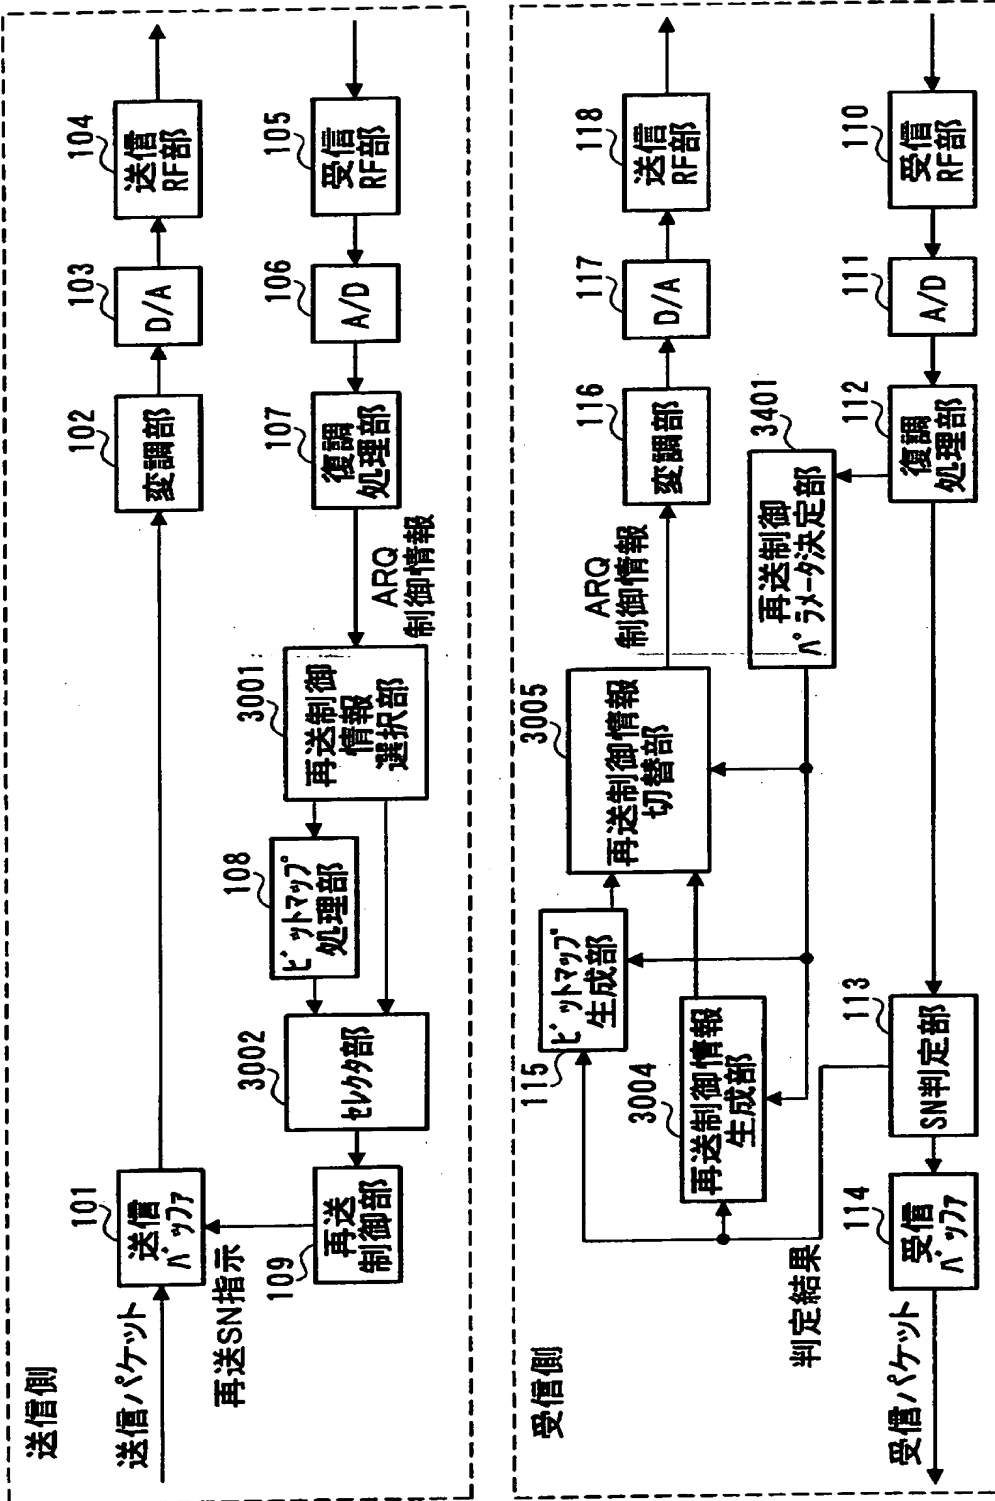 送信側
送信パケット
101
送信
バッファ
再送SN指示
102
変調部
103
D/A
104
送信
RF部
105
受信
RF部
106
A/D
107
復調
処理部
ARQ
制御情報
3001
再送制御
情報
選択部
108
ビットマップ
処理部
3002
セレクタ部
109
再送
制御部
受信側
118
送信
RF部
117
D/A
116
変調部
ARQ
制御情報
3005
再送制御情報
切替部
115
ビットマップ
生成部
3004
再送制御情報
生成部
3401
再送制御
パラメータ決定部
110
受信
RF部
111
A/D
112
復調
処理部
113
SN判定部
判定結果
114
受信
バッファ
受信パケット